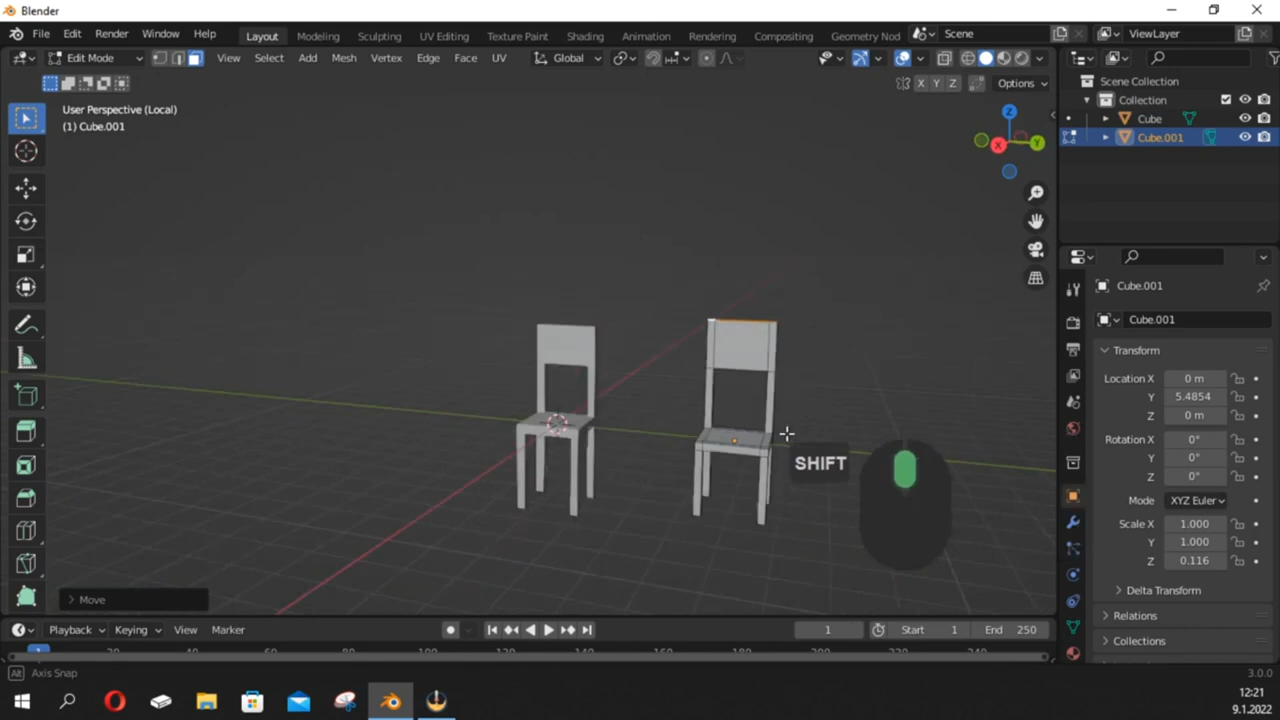 Blender
File Edit Render Window Help
Layout Modeling Sculpting UV Editing Texture Paint Shading Animation Rendering Compositing Geometry Nod
Scene
ViewLayer
Edit Mode
View Select Add Mesh Vertex Edge Face UV
Global
X Y Z
Options
User Perspective (Local)
(1) Cube.001
Z
X
Y
SHIFT
Move
Scene Collection
Collection
Cube
Cube.001
Cube.001
Cube.001
Transform
Location X 0 m
Y 5.4854
Z 0 m
Rotation X 0°
Y 0°
Z 0°
Mode XYZ Euler
Scale X 1.000
Y 1.000
Z 0.116
Delta Transform
Relations
Collections
Playback Keying View Marker
1
Start 1
End 250
1
Alt Axis Snap
3.0.0
12:21
9.1.2022